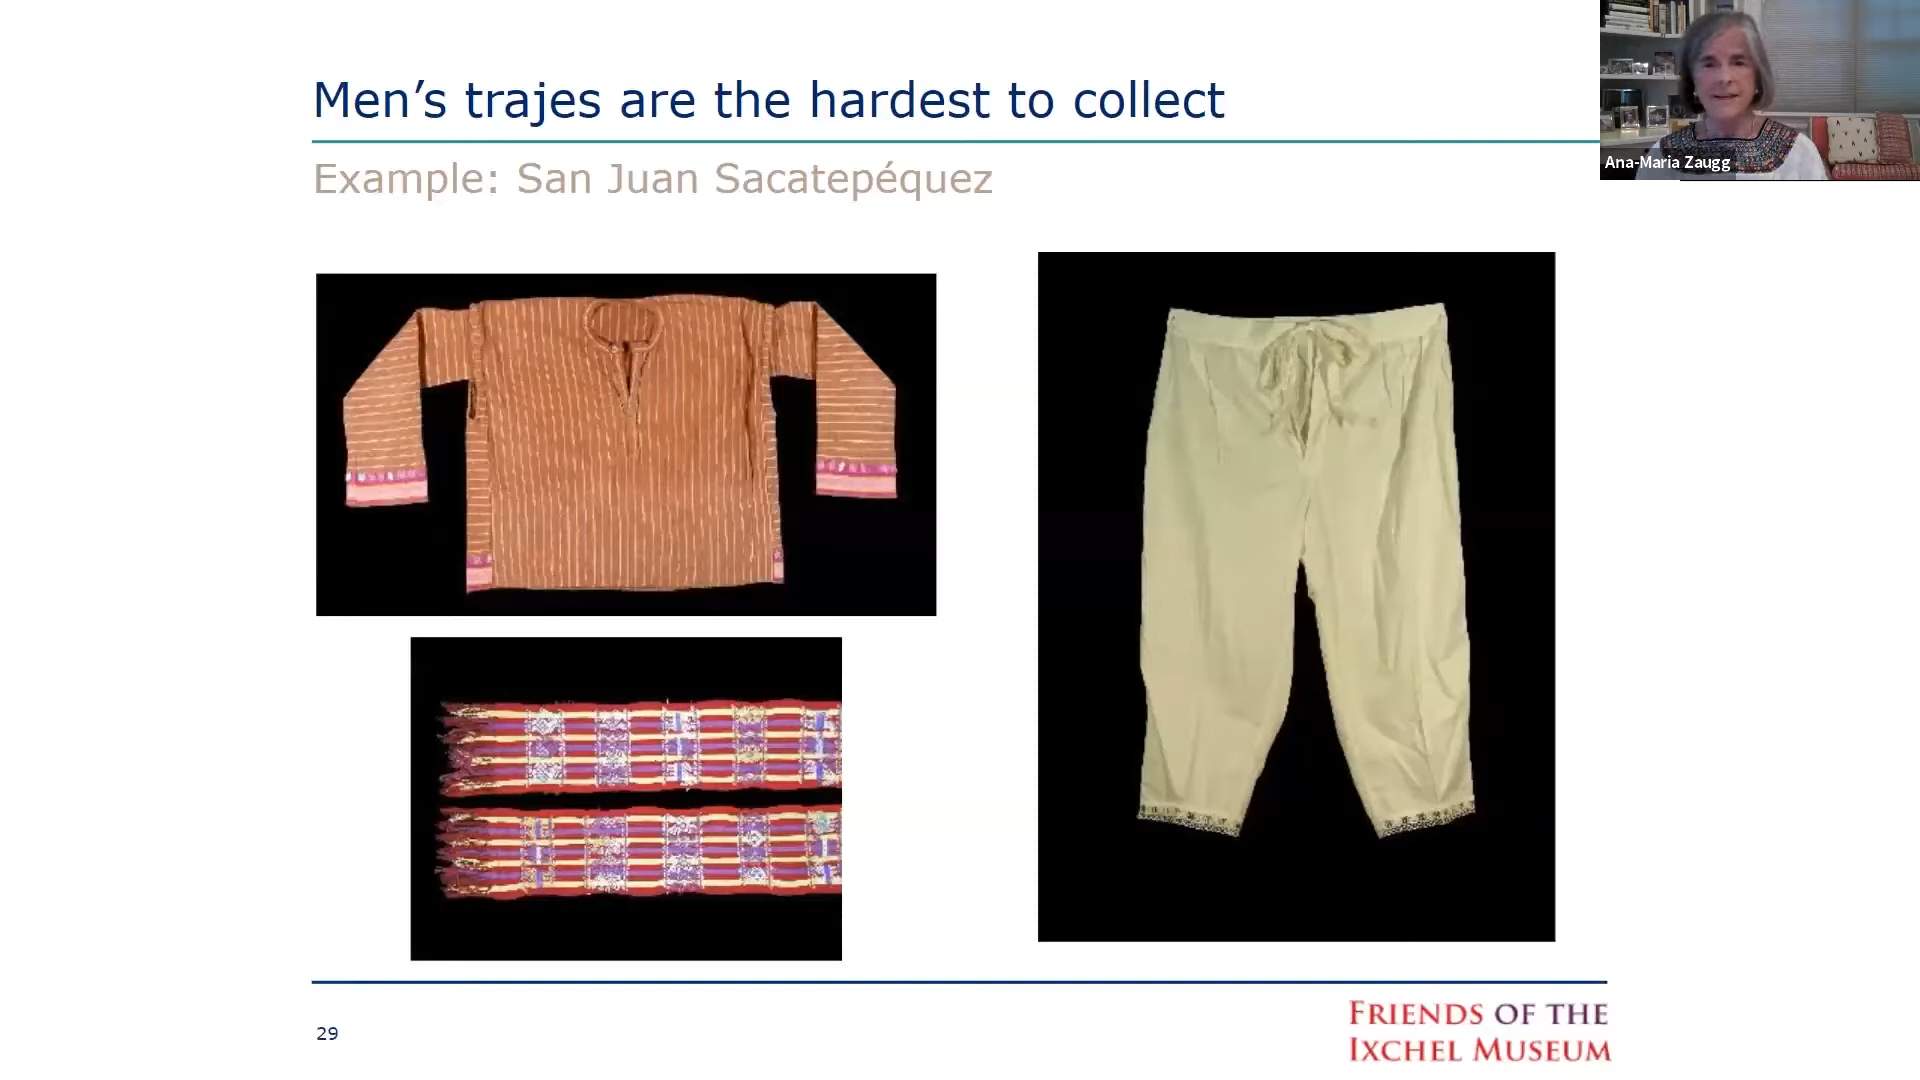 Men’s trajes are the hardest to collect
Example: San Juan Sacatepéquez
Ana-Maria Zaugg
29
FRIENDS OF THE
IXCHEL MUSEUM